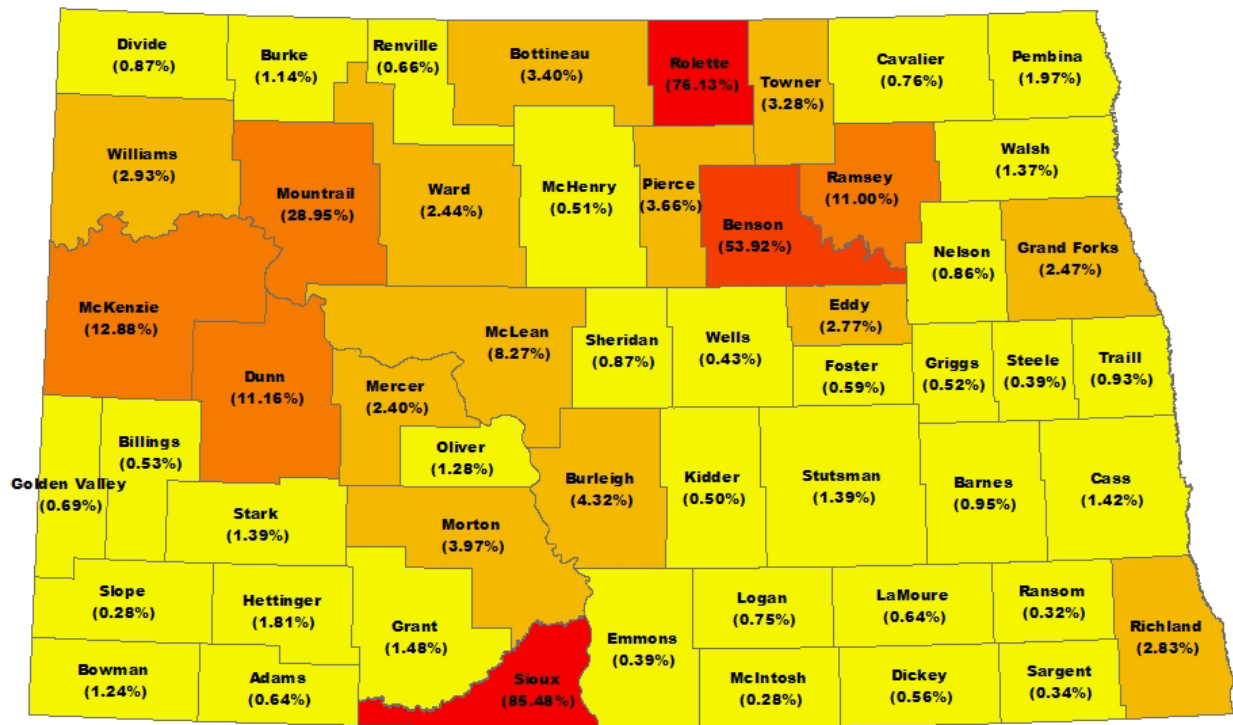 Divide
(0.87%)
Burke
(1.14%)
Renville
(0.66%)
Bottineau
(3.40%)
Rolette
(76.13%)
Towner
(3.28%)
Cavalier
(0.76%)
Pembina
(1.97%)
Williams
(2.93%)
Mountrail
(28.95%)
Ward
(2.44%)
McHenry
(0.51%)
Pierce
(3.66%)
Benson
(53.92%)
Ramsey
(11.00%)
Walsh
(1.37%)
Nelson
(0.86%)
Grand Forks
(2.47%)
McKenzie
(12.88%)
Dunn
(11.16%)
McLean
(8.27%)
Mercer
(2.40%)
Sheridan
(0.87%)
Wells
(0.43%)
Eddy
(2.77%)
Foster
(0.59%)
Griggs
(0.52%)
Steele
(0.39%)
Traill
(0.93%)
Golden Valley
(0.69%)
Billings
(0.53%)
Stark
(1.39%)
Oliver
(1.28%)
Morton
(3.97%)
Burleigh
(4.32%)
Kidder
(0.50%)
Stutsman
(1.39%)
Barnes
(0.95%)
Cass
(1.42%)
Slope
(0.28%)
Hettinger
(1.81%)
Grant
(1.48%)
Emmons
(0.39%)
Logan
(0.75%)
LaMoure
(0.64%)
Ransom
(0.32%)
Richland
(2.83%)
Bowman
(1.24%)
Adams
(0.64%)
Sioux
(85.48%)
McIntosh
(0.28%)
Dickey
(0.56%)
Sargent
(0.34%)